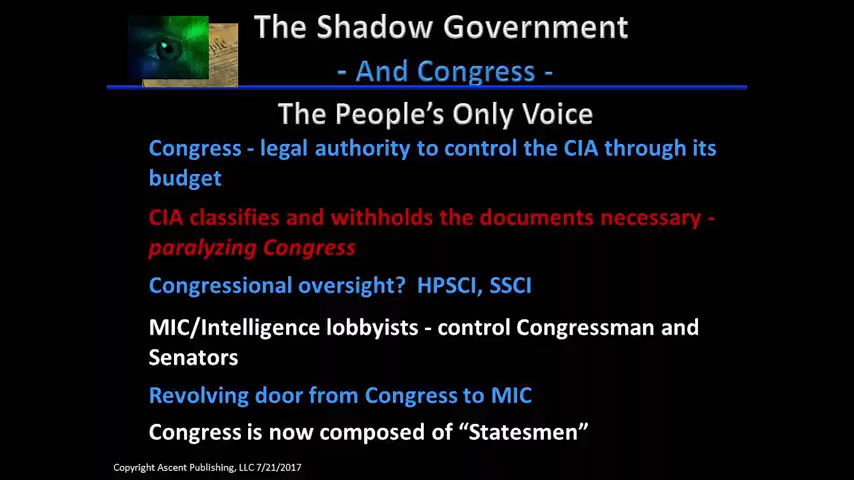 The Shadow Government
- And Congress -
The People's Only Voice
Congress - legal authority to control the CIA through its
budget
CIA classifies and withholds the documents necessary -
paralyzing Congress
Congressional oversight?  HPSCI, SSCI
MIC/Intelligence lobbyists - control Congressman and
Senators
Revolving door from Congress to MIC
Congress is now composed of “Statesmen”
Copyright Ascent Publishing, LLC 7/21/2017